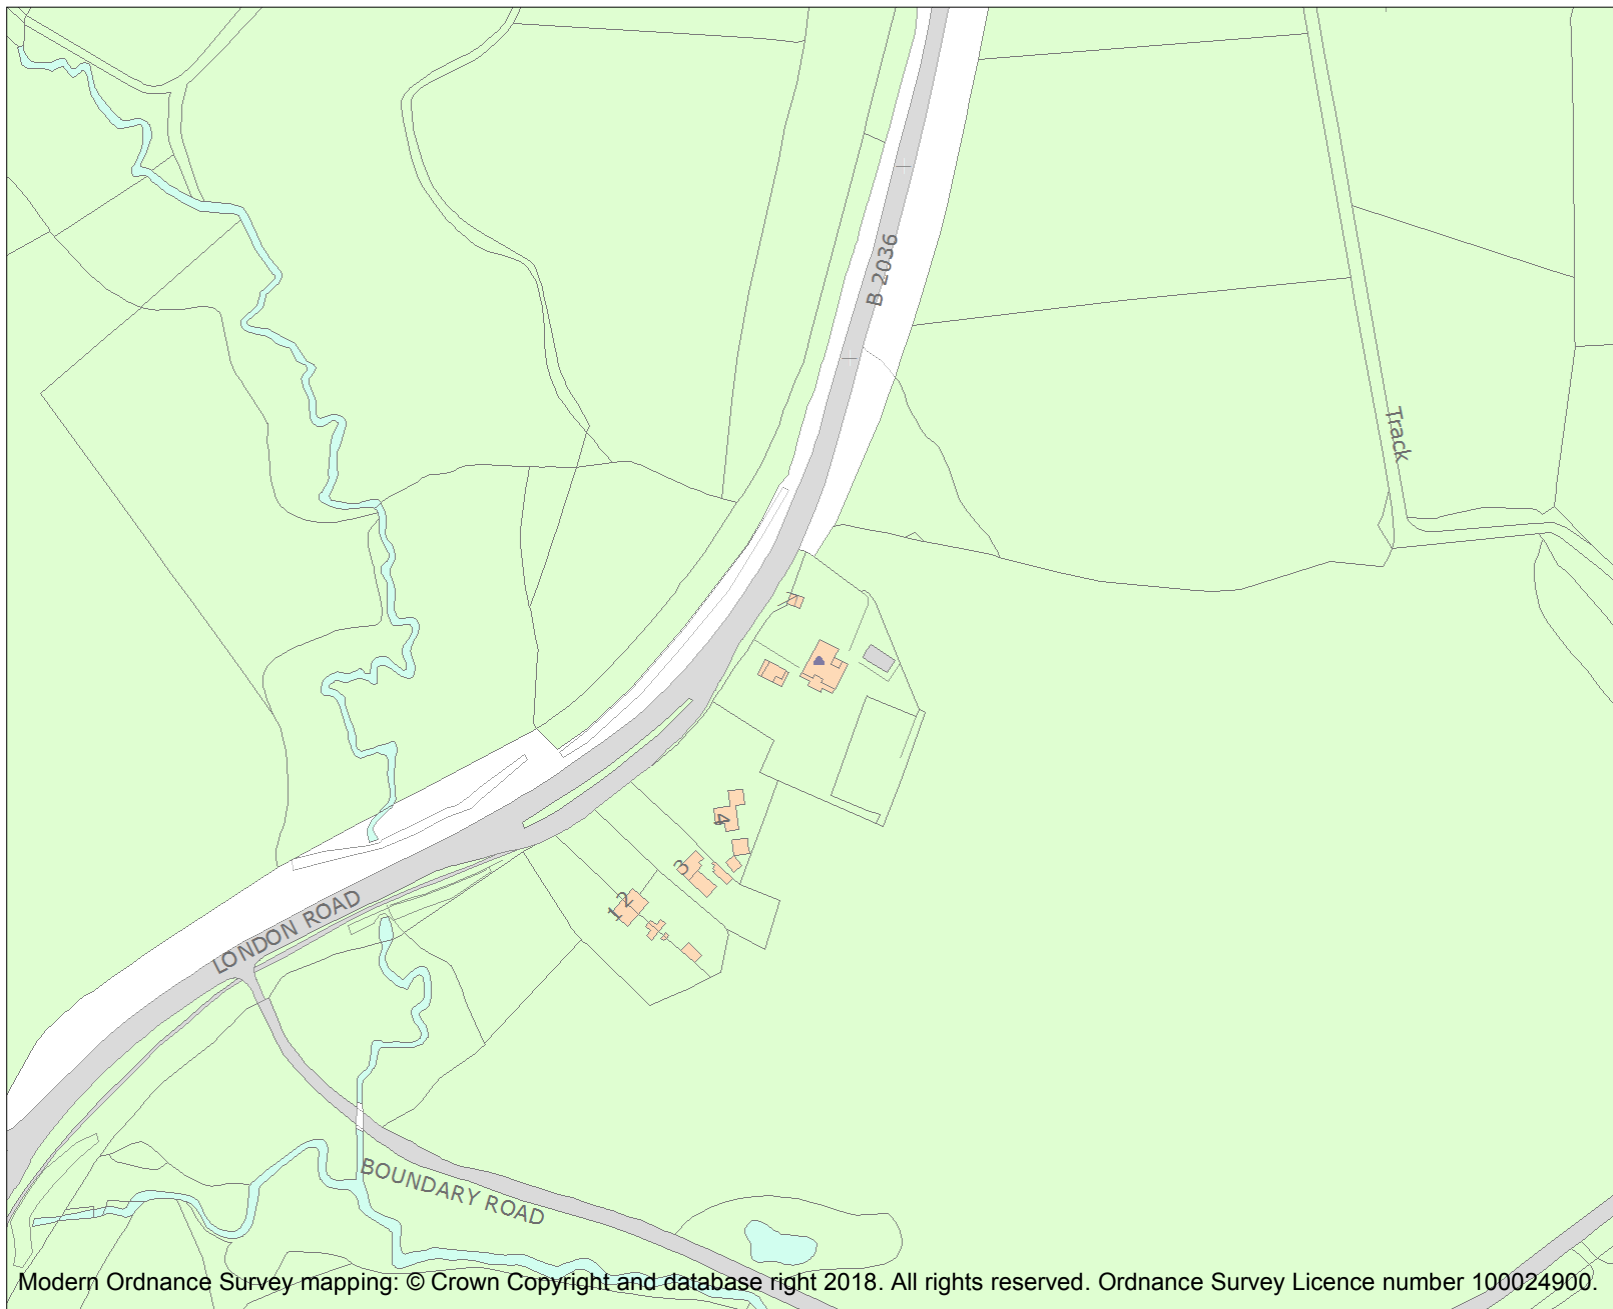 B 2036
Track
4
3
2
1
LONDON ROAD
BOUNDARY ROAD
Modern Ordnance Survey mapping: © Crown Copyright and database right 2018. All rights reserved. Ordnance Survey Licence number 100024900.